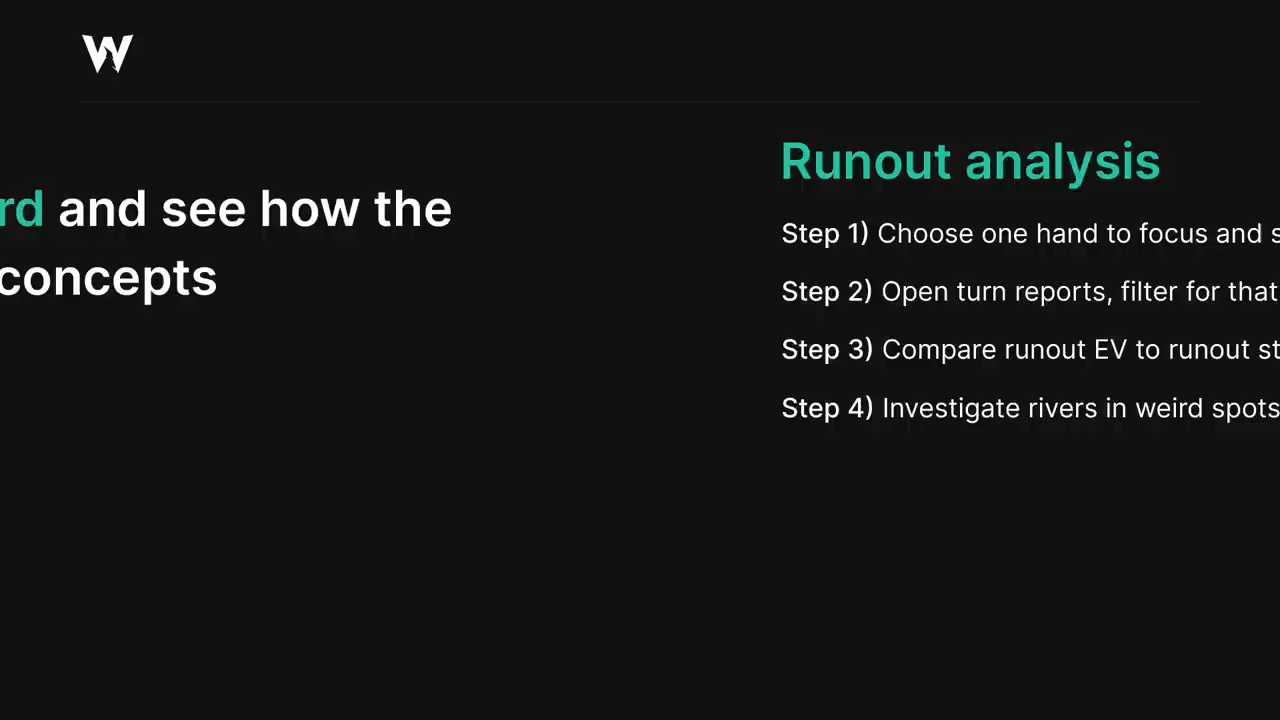 W
rd and see how the
concepts
Runout analysis
Step 1) Choose one hand to focus and s
Step 2) Open turn reports, filter for that
Step 3) Compare runout EV to runout st
Step 4) Investigate rivers in weird spots